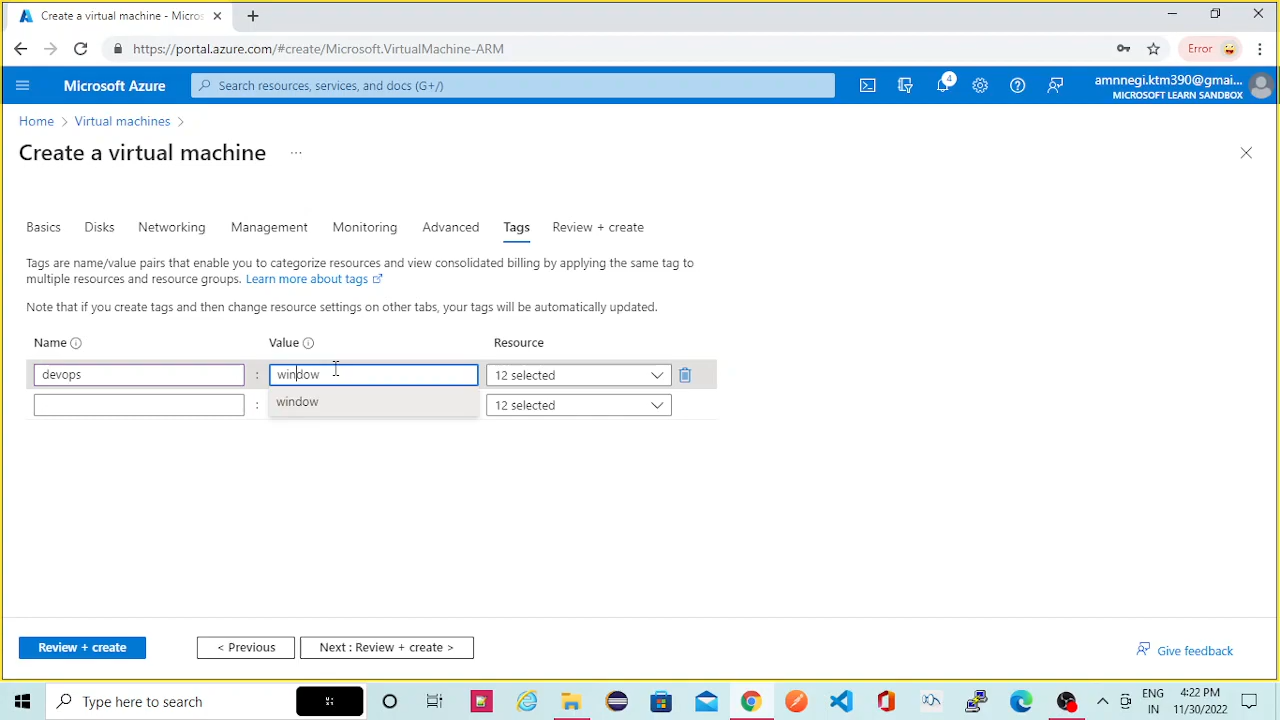 Create a virtual machine - Micros
https://portal.azure.com/#create/Microsoft.VirtualMachine-ARM
Error
Microsoft Azure
Search resources, services, and docs (G+/)
4
amnnegi.ktm390@gmai...
MICROSOFT LEARN SANDBOX
Home > Virtual machines >
Create a virtual machine ...
Basics Disks Networking Management Monitoring Advanced Tags Review + create
Tags are name/value pairs that enable you to categorize resources and view consolidated billing by applying the same tag to
multiple resources and resource groups. Learn more about tags
Note that if you create tags and then change resource settings on other tabs, your tags will be automatically updated.
Name Value Resource
devops : window 12 selected
window
: 12 selected
Review + create < Previous Next : Review + create > Give feedback
Type here to search
ENG
IN
4:22 PM
11/30/2022